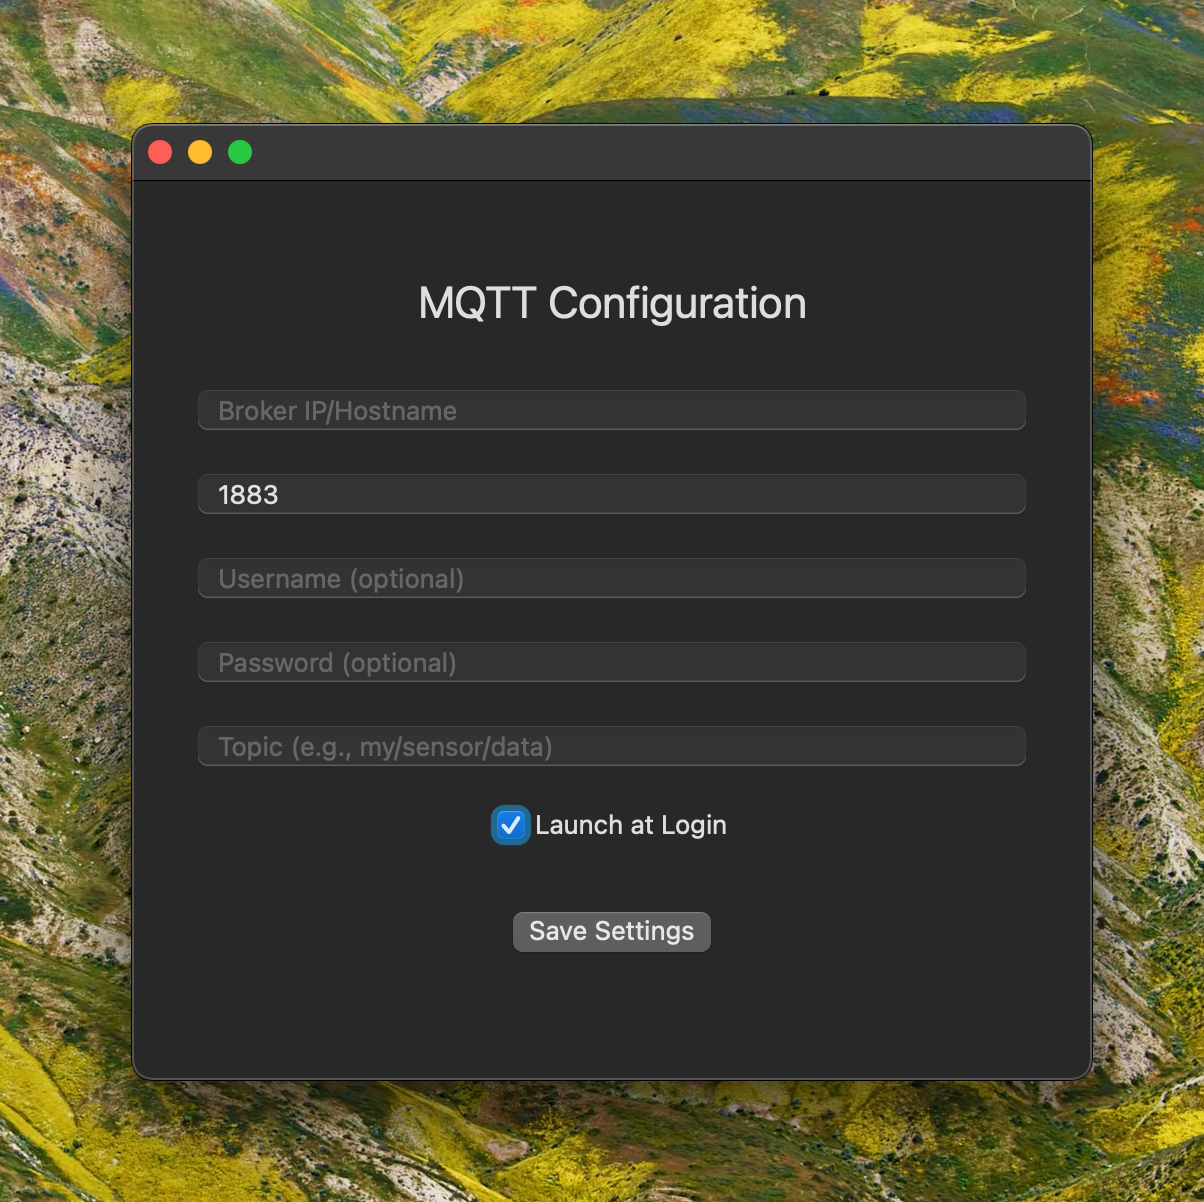 MQTT Configuration
Broker IP/Hostname
1883
Username (optional)
Password (optional)
Topic (e.g., my/sensor/data)
Launch at Login
Save Settings